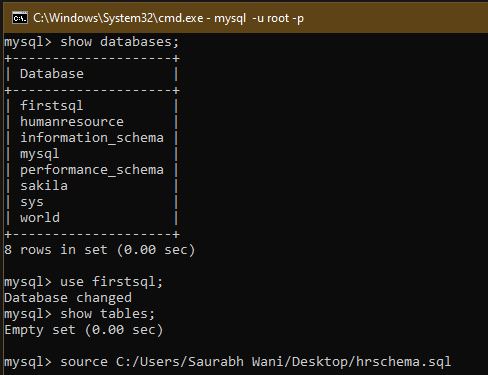 C:\Windows\System32\cmd.exe - mysql  -u root -p
mysql> show databases;
+--------------------+
| Database           |
+--------------------+
| firstsql           |
| humanresource      |
| information_schema |
| mysql              |
| performance_schema |
| sakila             |
| sys                |
| world              |
+--------------------+
8 rows in set (0.00 sec)
mysql> use firstsql;
Database changed
mysql> show tables;
Empty set (0.00 sec)
mysql> source C:/Users/Saurabh Wani/Desktop/hrschema.sql